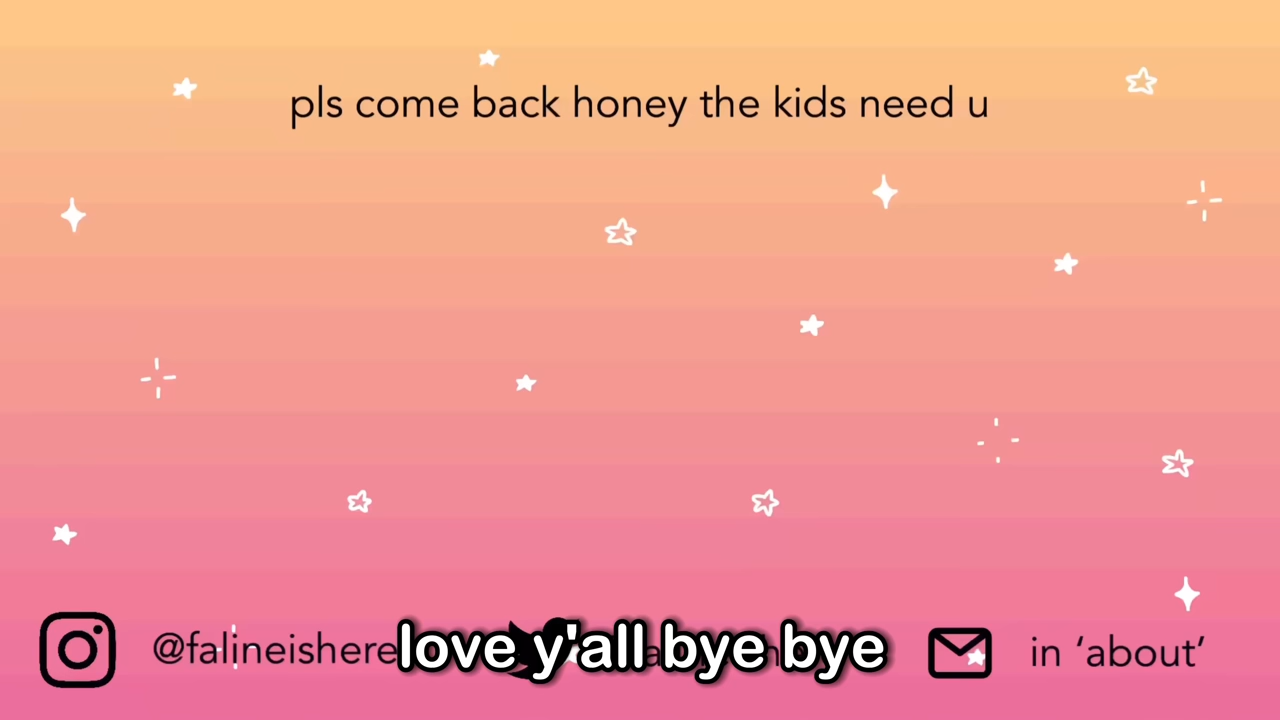 pls come back honey the kids need u
@falineishere
love y'all bye bye
in ‘about’